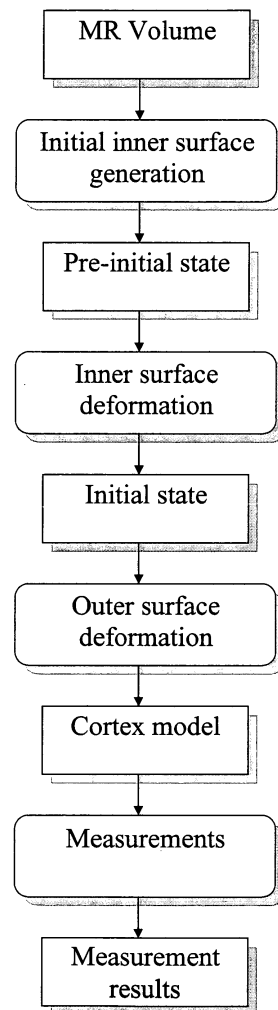 MR Volume
Initial inner surface
generation
Pre-initial state
Inner surface
deformation
Initial state
Outer surface
deformation
Cortex model
Measurements
Measurement
results